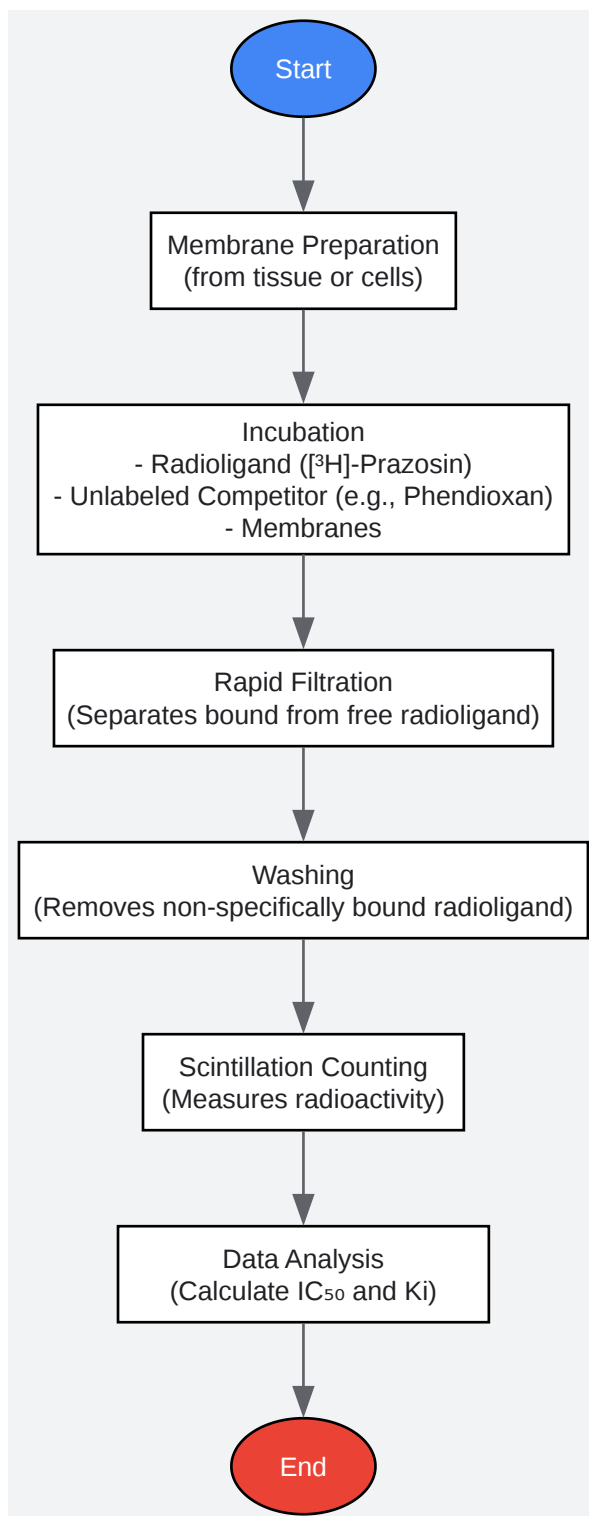 Start
Membrane Preparation
(from tissue or cells)
Incubation
- Radioligand ([³H]-Prazosin)
- Unlabeled Competitor (e.g., Phendioxan)
- Membranes
Rapid Filtration
(Separates bound from free radioligand)
Washing
(Removes non-specifically bound radioligand)
Scintillation Counting
(Measures radioactivity)
Data Analysis
(Calculate IC₅₀ and Ki)
End